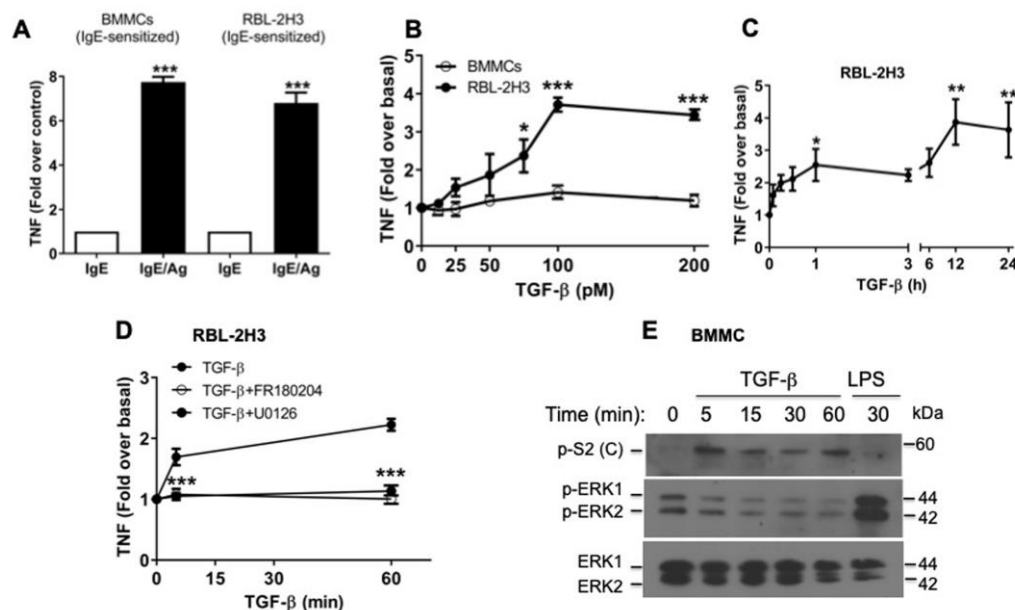 A
BMMCs
(IgE-sensitized)
RBL-2H3
(IgE-sensitized)
TNF (Fold over control)
8
6
4
2
0
***
***
IgE
IgE/Ag
IgE
IgE/Ag
B
BMMCs
RBL-2H3
TNF (Fold over basal)
5
4
3
2
1
0
*
***
***
0
25
50
100
200
TGF-β (pM)
C
RBL-2H3
TNF (Fold over basal)
5
4
3
2
1
0
*
**
**
0
1
3
6
12
24
TGF-β (h)
D
RBL-2H3
TGF-β
TGF-β+FR180204
TGF-β+U0126
TNF (Fold over basal)
3
2
1
0
***
***
0
15
30
60
TGF-β (min)
E
BMMC
TGF-β
LPS
Time (min): 0 5 15 30 60 30 kDa
p-S2 (C)
60
p-ERK1
44
p-ERK2
42
ERK1
44
ERK2
42